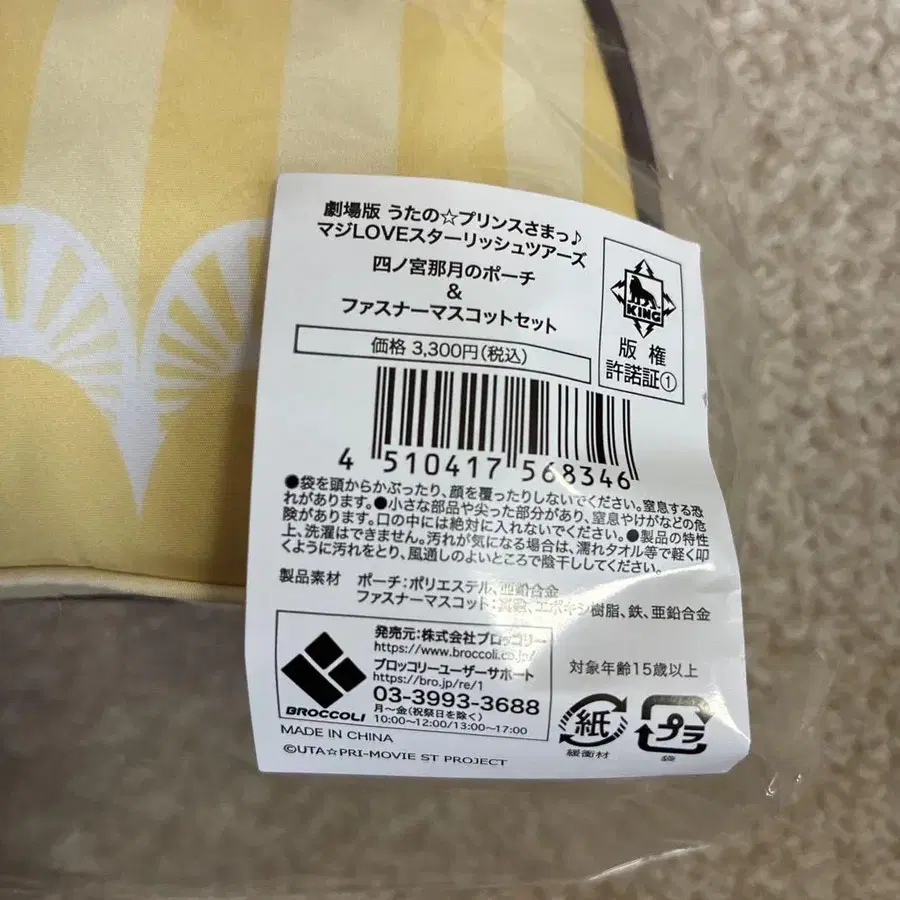 劇場版 うたの☆プリンスさまっ♪
マジLOVEスターリッシュツアーズ
四ノ宮那月のポーチ
&
ファスナーマスコットセット
価格 3,300円(税込)
KING
版権
許諾証①
4 510417 568346
●袋を頭からかぶったり、顔を覆ったりしないでください。窒息する恐
れがあります。●小さな部品や尖った部分があり、窒息やけがなどの危
険があります。口の中には絶対に入れないでください。●製品の特性
上、洗濯はできません。汚れが気になる場合は、濡れタオル等で軽く叩
くように汚れをとり、風通しのよいところで陰干ししてください。
製品素材 ポーチ:ポリエステル、亜鉛合金
ファスナーマスコット:真鍮、エポキシ樹脂、鉄、亜鉛合金
BROCCOLI
発売元:株式会社ブロッコリー
https://www.broccoli.co.jp/
ブロッコリーユーザーサポート
https://bro.jp/re/1
03-3993-3688
月～金(祝祭日を除く)
10:00～12:00/13:00～17:00
対象年齢15歳以上
紙
緩衝材
プラ
袋
MADE IN CHINA
©UTA☆PRI-MOVIE ST PROJECT